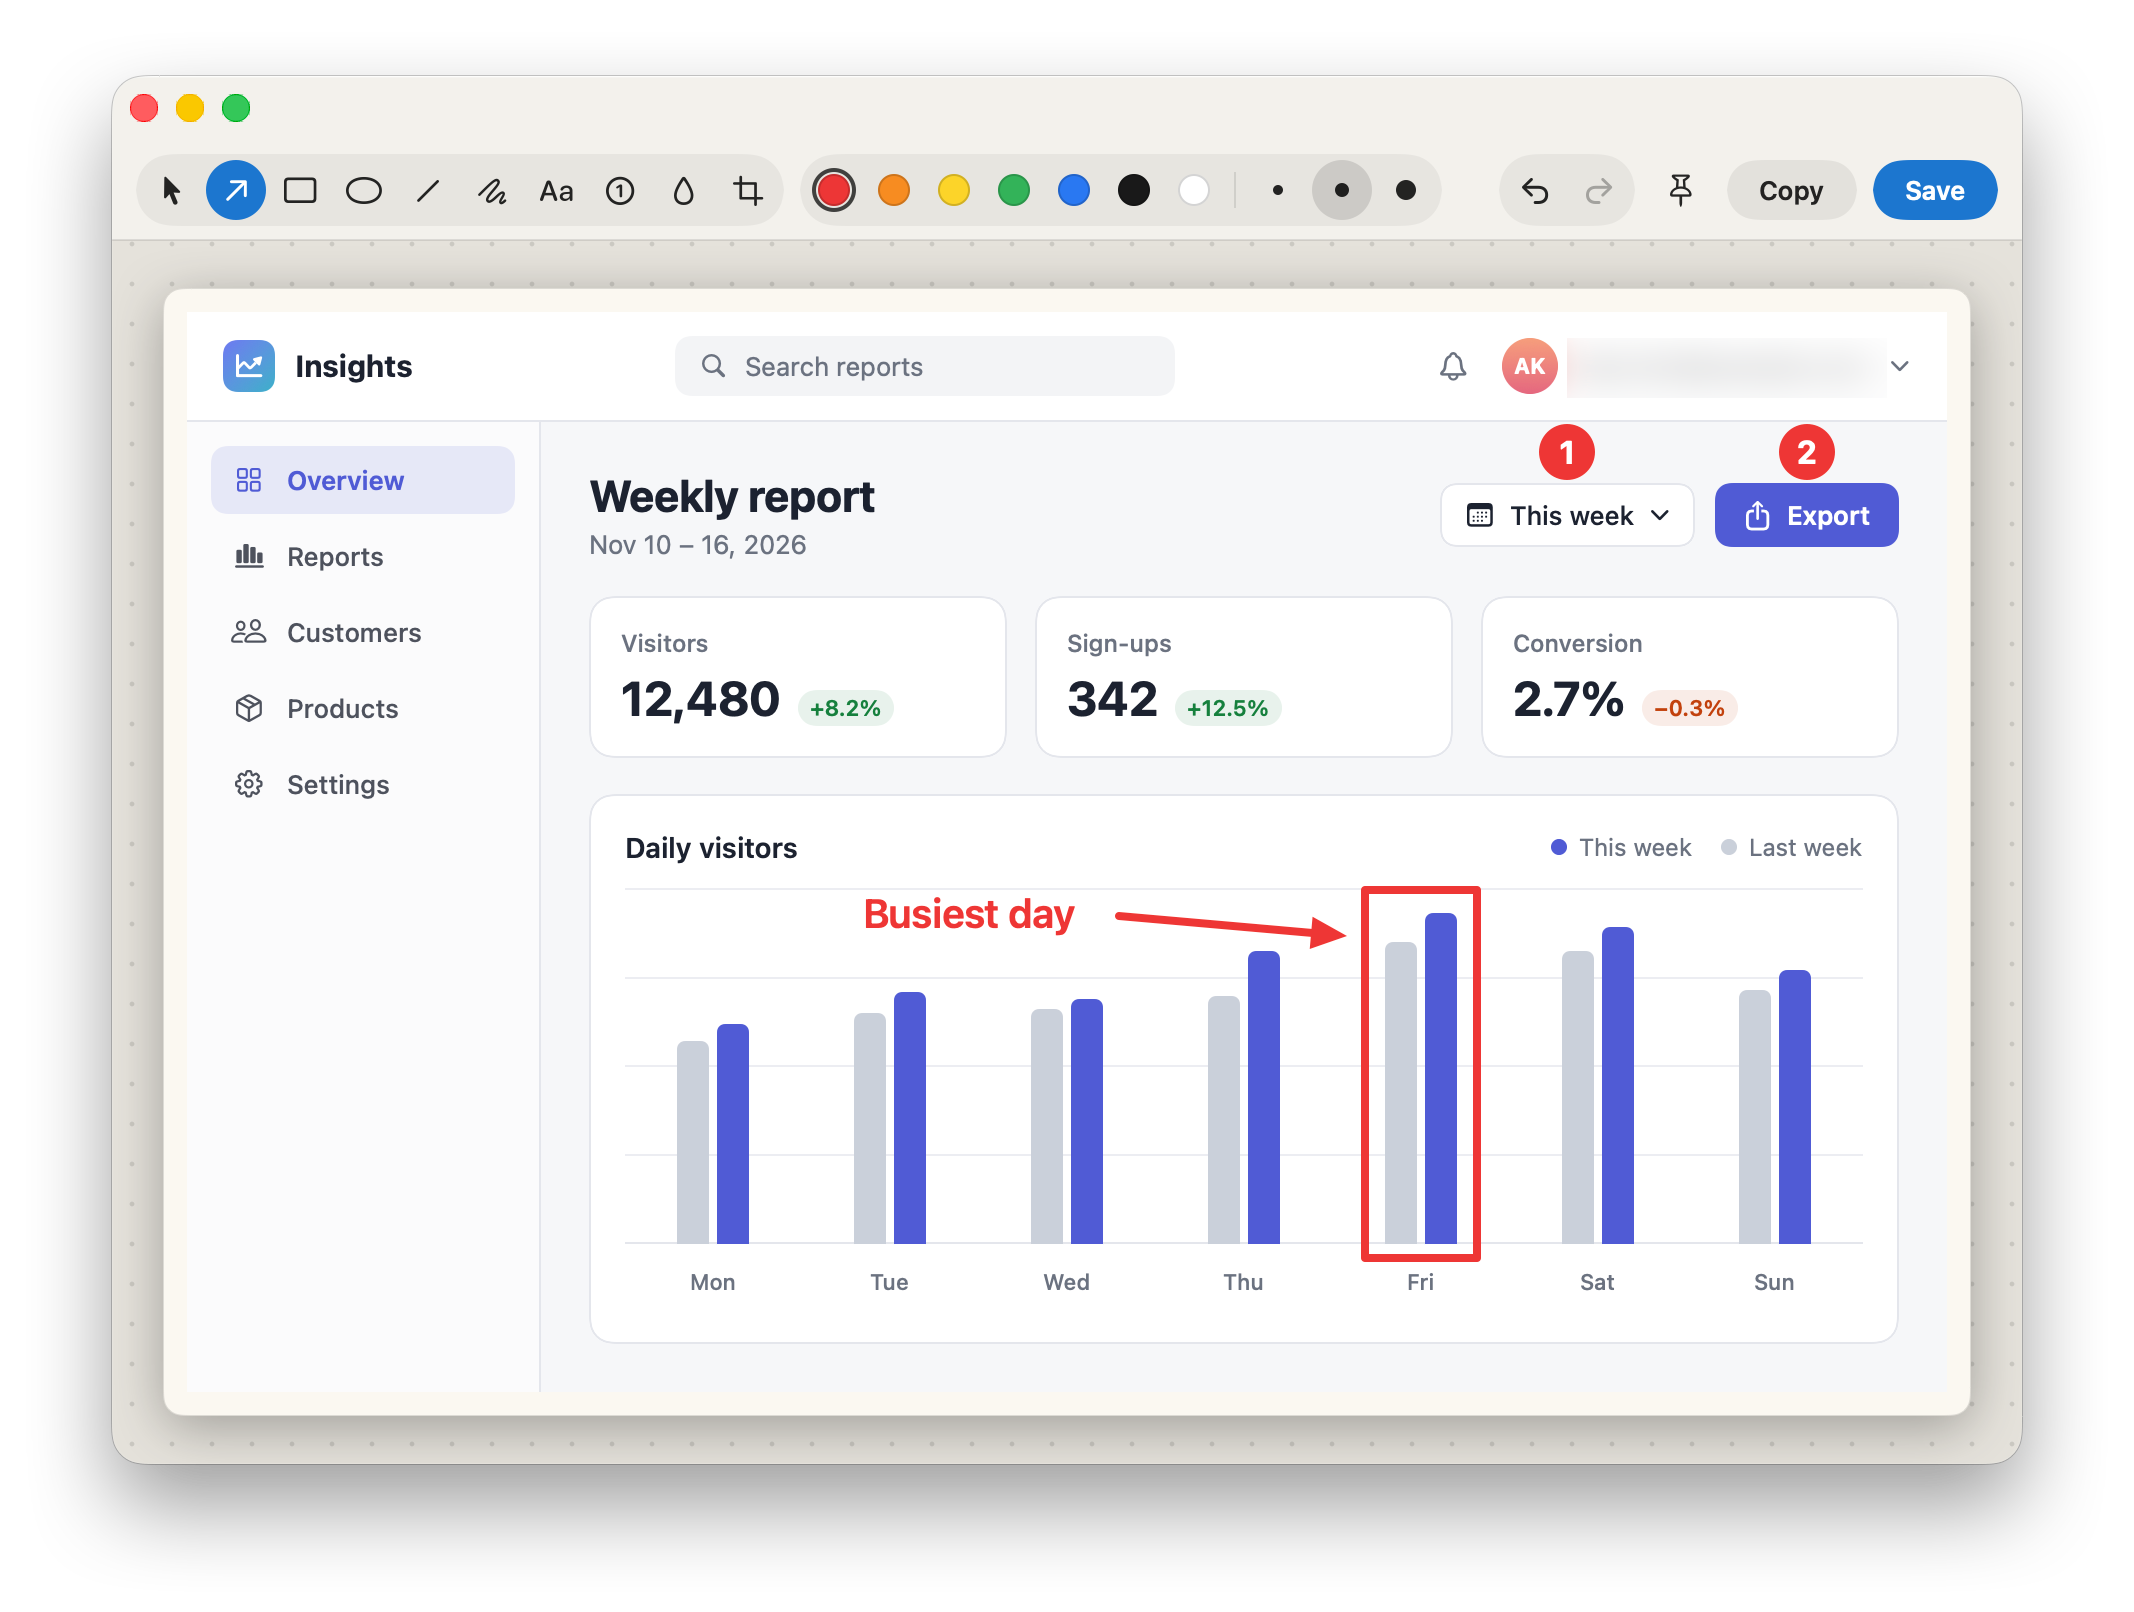 Aa 1 Copy Save
Insights
Search reports
AK
1 2
Overview
Reports
Customers
Products
Settings
Weekly report
Nov 10 – 16, 2026
This week
Export
Visitors
12,480 +8.2%
Sign-ups
342 +12.5%
Conversion
2.7% −0.3%
Daily visitors
This week Last week
Busiest day
Mon Tue Wed Thu Fri Sat Sun